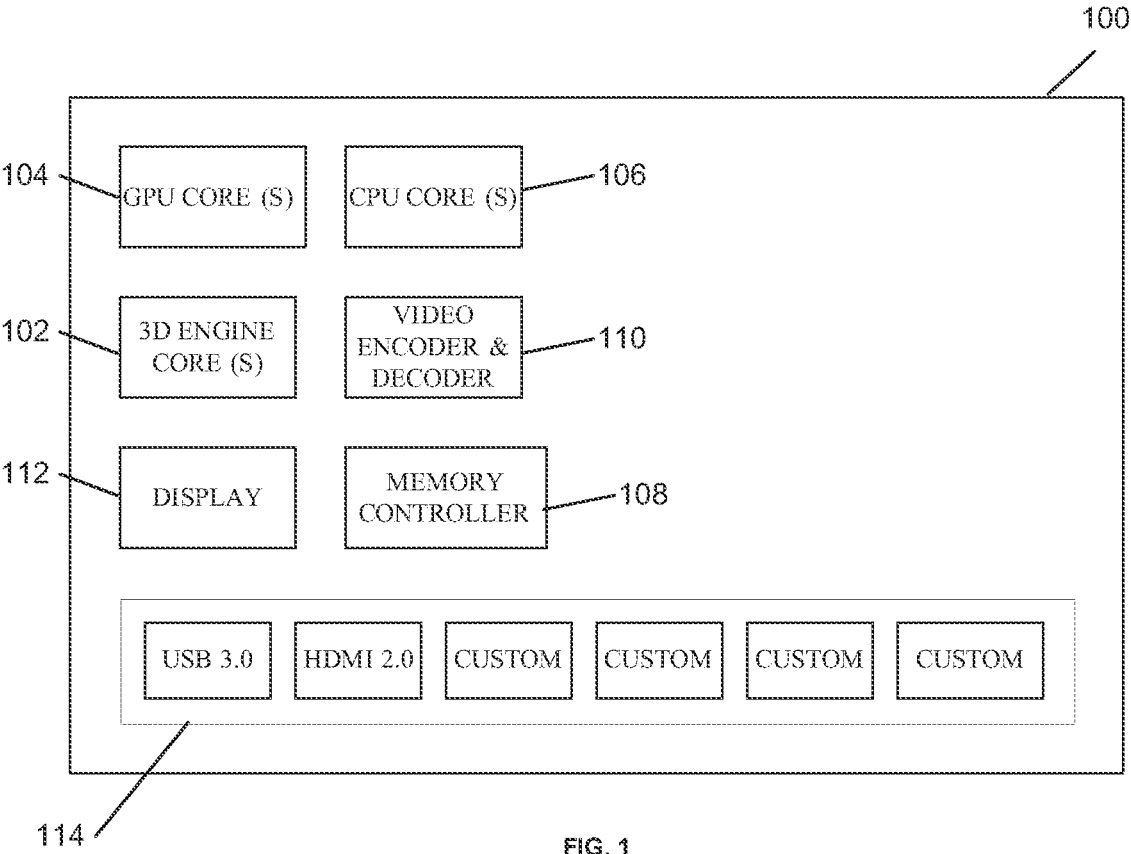 100
104
GPU CORE (S)
CPU CORE (S)
106
102
3D ENGINE
CORE (S)
VIDEO
ENCODER &
DECODER
110
112
DISPLAY
MEMORY
CONTROLLER
108
USB 3.0
HDMI 2.0
CUSTOM
CUSTOM
CUSTOM
CUSTOM
114
FIG. 1